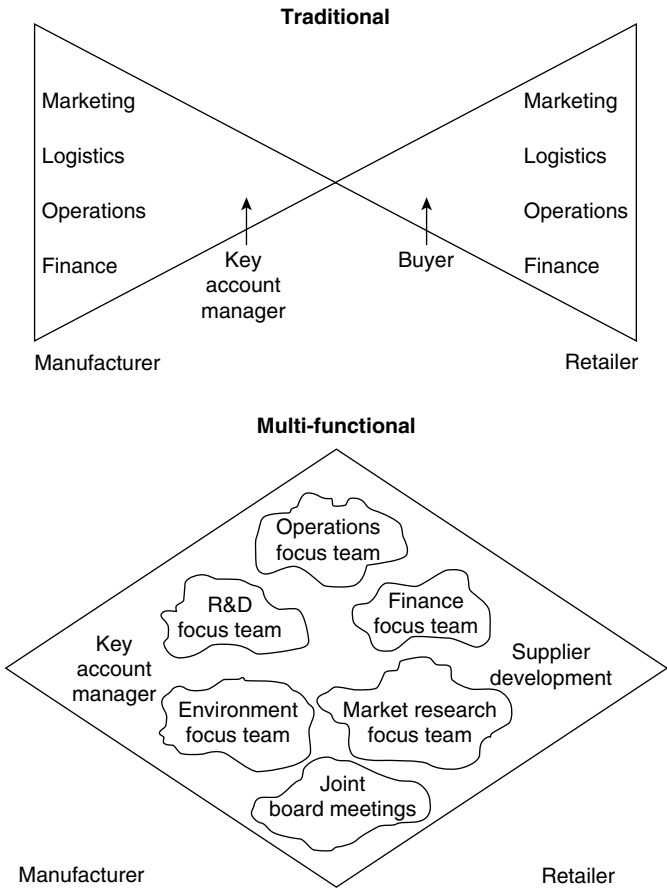 Traditional
Marketing
Logistics
Operations
Finance
Key
account
manager
Buyer
Marketing
Logistics
Operations
Finance
Manufacturer
Retailer
Multi-functional
Operations
focus team
R&D
focus team
Finance
focus team
Key
account
manager
Supplier
development
Environment
focus team
Market research
focus team
Joint
board meetings
Manufacturer
Retailer